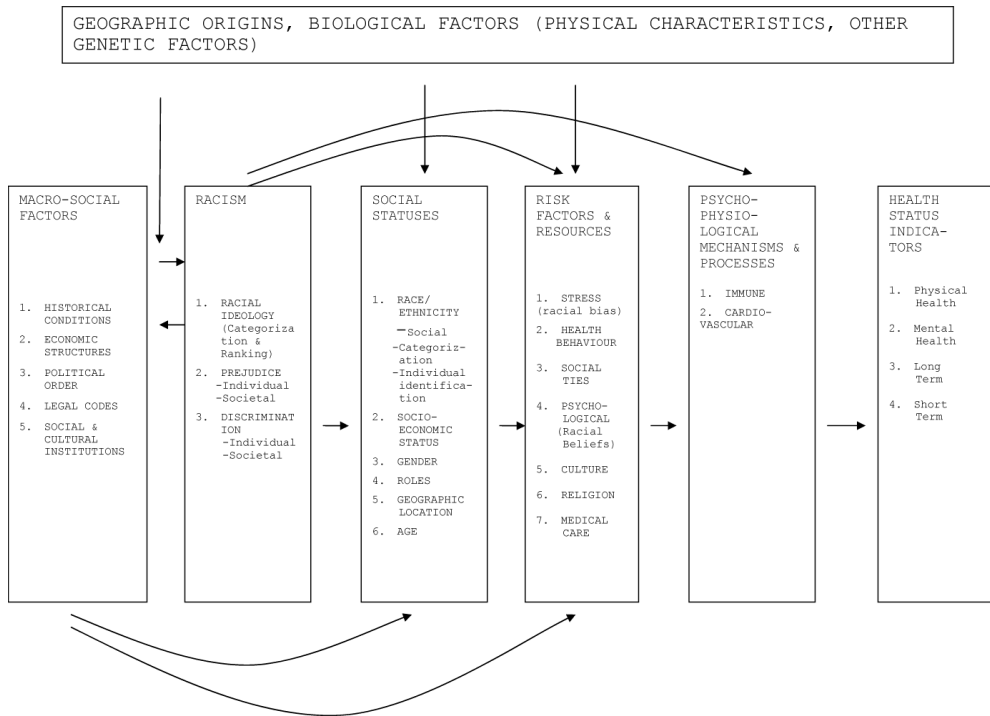 GEOGRAPHIC ORIGINS, BIOLOGICAL FACTORS (PHYSICAL CHARACTERISTICS, OTHER
GENETIC FACTORS)
MACRO-SOCIAL
FACTORS
1. HISTORICAL
CONDITIONS
2. ECONOMIC
STRUCTURES
3. POLITICAL
ORDER
4. LEGAL CODES
5. SOCIAL &
CULTURAL
INSTITUTIONS
RACISM
1. RACIAL
IDEOLOGY
(Categoriza
tion &
Ranking)
2. PREJUDICE
-Individual
-Societal
3. DISCRIMINAT
ION
-Individual
-Societal
SOCIAL
STATUSES
1. RACE/
ETHNICITY
-Social
-Categoriz-
ation
-Individual
identifica-
tion
2. SOCIO-
ECONOMIC
STATUS
3. GENDER
4. ROLES
5. GEOGRAPHIC
LOCATION
6. AGE
RISK
FACTORS &
RESOURCES
1. STRESS
(racial bias)
2. HEALTH
BEHAVIOUR
3. SOCIAL
TIES
4. PSYCHO-
LOGICAL
(Racial
Beliefs)
5. CULTURE
6. RELIGION
7. MEDICAL
CARE
PSYCHO-
PHYSIO-
LOGICAL
MECHANISMS &
PROCESSES
1. IMMUNE
2. CARDIO-
VASCULAR
HEALTH
STATUS
INDICA-
TORS
1. Physical
Health
2. Mental
Health
3. Long
Term
4. Short
Term